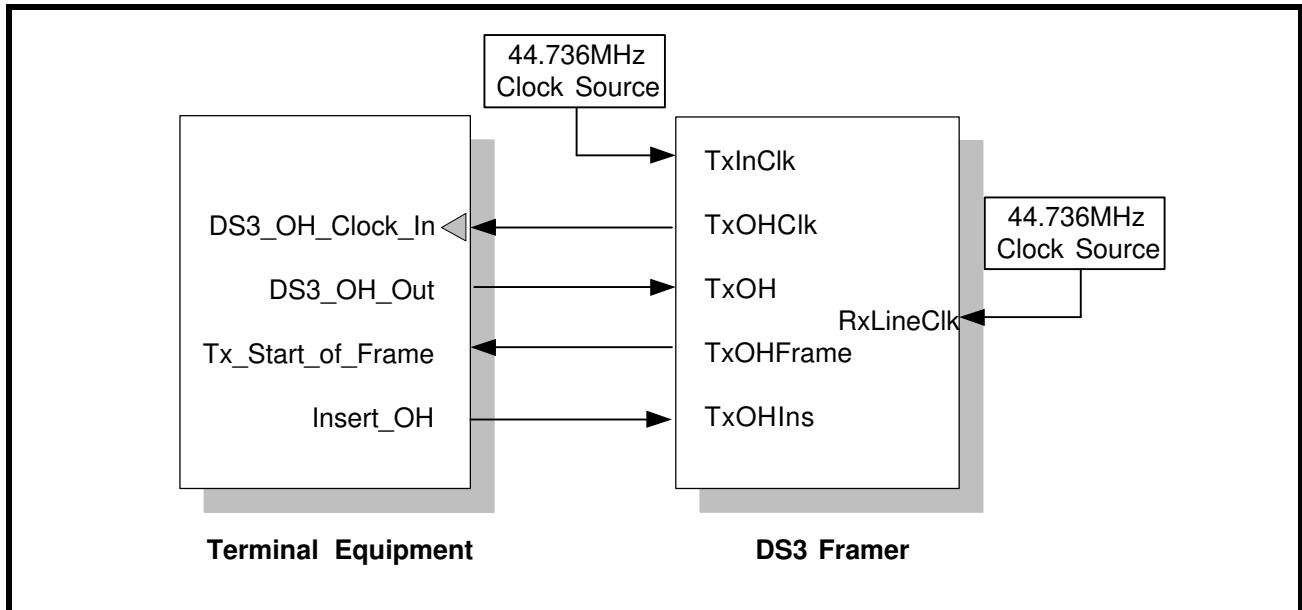 44.736MHz
Clock Source
TxInClk
DS3_OH_Clock_In
TxOHClk
44.736MHz
Clock Source
DS3_OH_Out
TxOH
RxLineClk
Tx_Start_of_Frame
TxOHFrame
Insert_OH
TxOHIns
Terminal Equipment
DS3 Framer